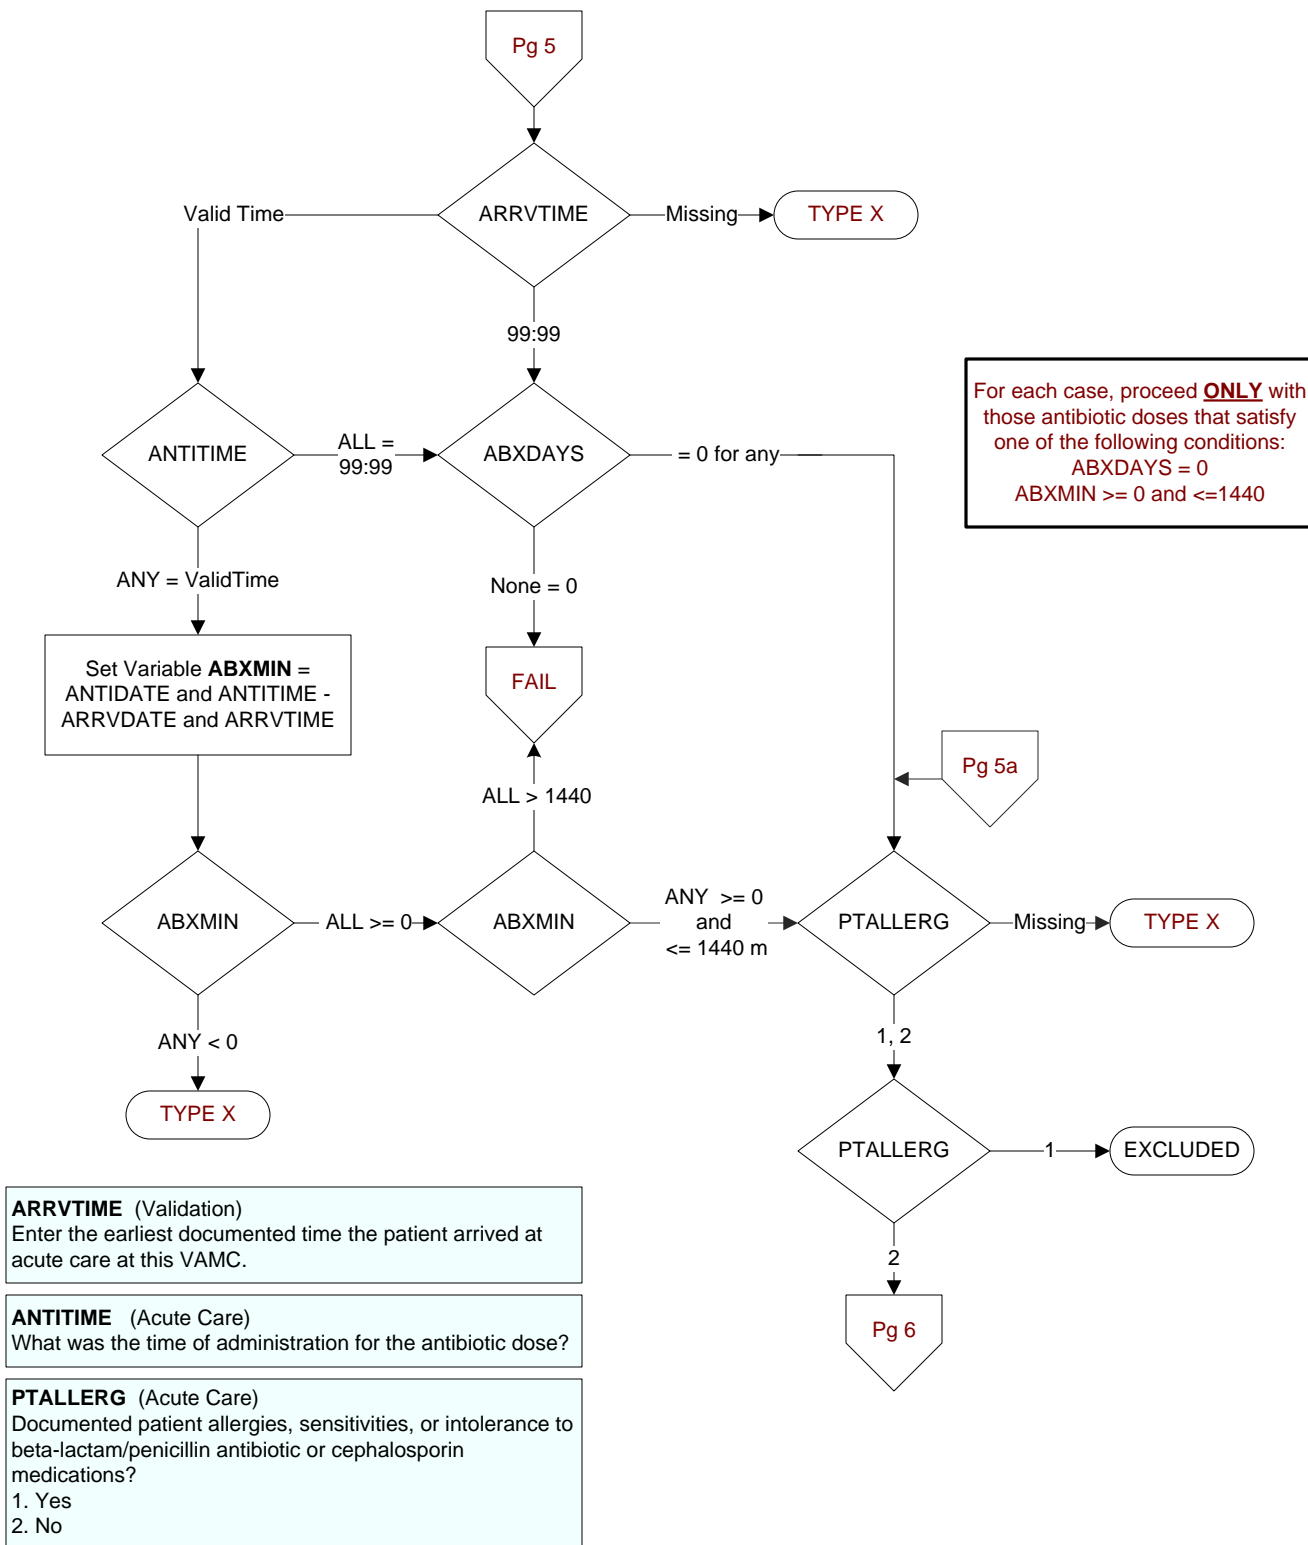 Pg 5
Valid Time
ARRVTIME
Missing
TYPE X
99:99
For each case, proceed ONLY with
those antibiotic doses that satisfy
one of the following conditions:
ABXDAYS = 0
ABXMIN >= 0 and <=1440
ANTITIME
ALL =
99:99
ABXDAYS
= 0 for any
ANY = ValidTime
None = 0
Set Variable ABXMIN =
ANTIDATE and ANTITIME -
ARRVDATE and ARRVTIME
FAIL
Pg 5a
ALL > 1440
ABXMIN
ALL >= 0
ABXMIN
ANY >= 0
and
<= 1440 m
PTALLERG
Missing
TYPE X
ANY < 0
1, 2
TYPE X
PTALLERG
1
EXCLUDED
2
Pg 6
ARRVTIME (Validation)
Enter the earliest documented time the patient arrived at
acute care at this VAMC.
ANTITIME (Acute Care)
What was the time of administration for the antibiotic dose?
PTALLERG (Acute Care)
Documented patient allergies, sensitivities, or intolerance to
beta-lactam/penicillin antibiotic or cephalosporin
medications?
1. Yes
2. No